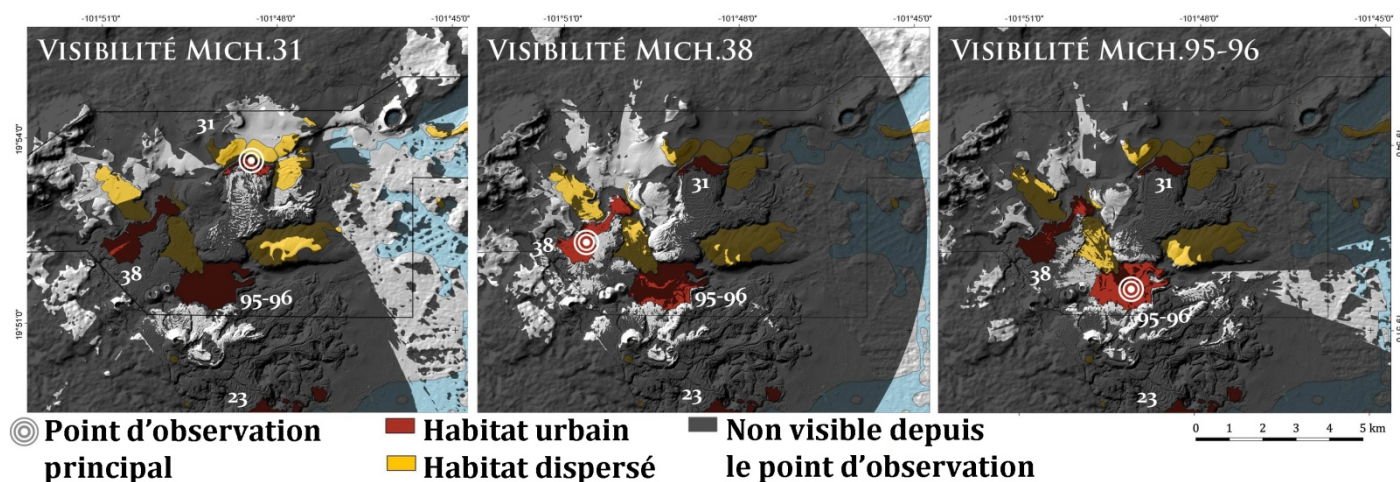 -101°51'0"
-101°48'0"
-101°45'0"
-101°51'0"
-101°48'0"
-101°45'0"
-101°51'0"
-101°48'0"
-101°45'0"
VISIBILITÉ MICH.31
VISIBILITÉ MICH.38
VISIBILITÉ MICH.95-96
19°54'0"
19°51'0"
31
38
95-96
23
31
38
95-96
23
31
38
95-96
23
0 1 2 3 4 5 km
Point d'observation
principal
Habitat urbain
Habitat dispersé
Non visible depuis
le point d'observation